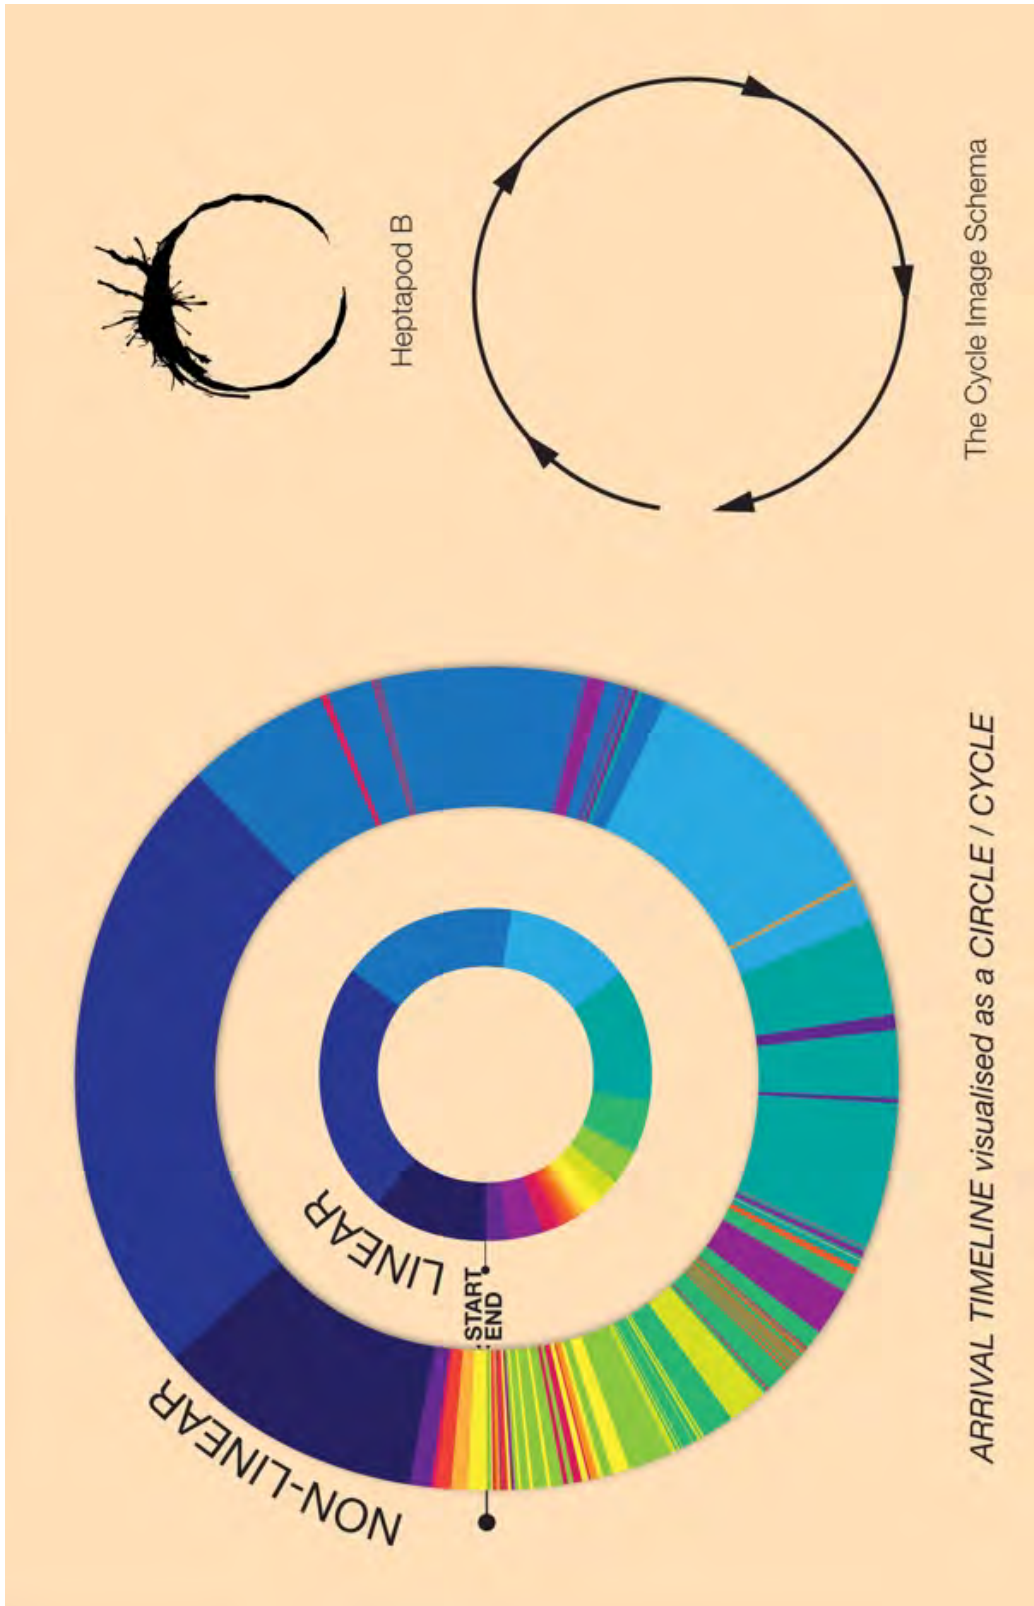 Heptapod B
The Cycle Image Schema
NON-LINEAR
LINEAR
START
END
ARRIVAL TIMELINE visualised as a CIRCLE / CYCLE